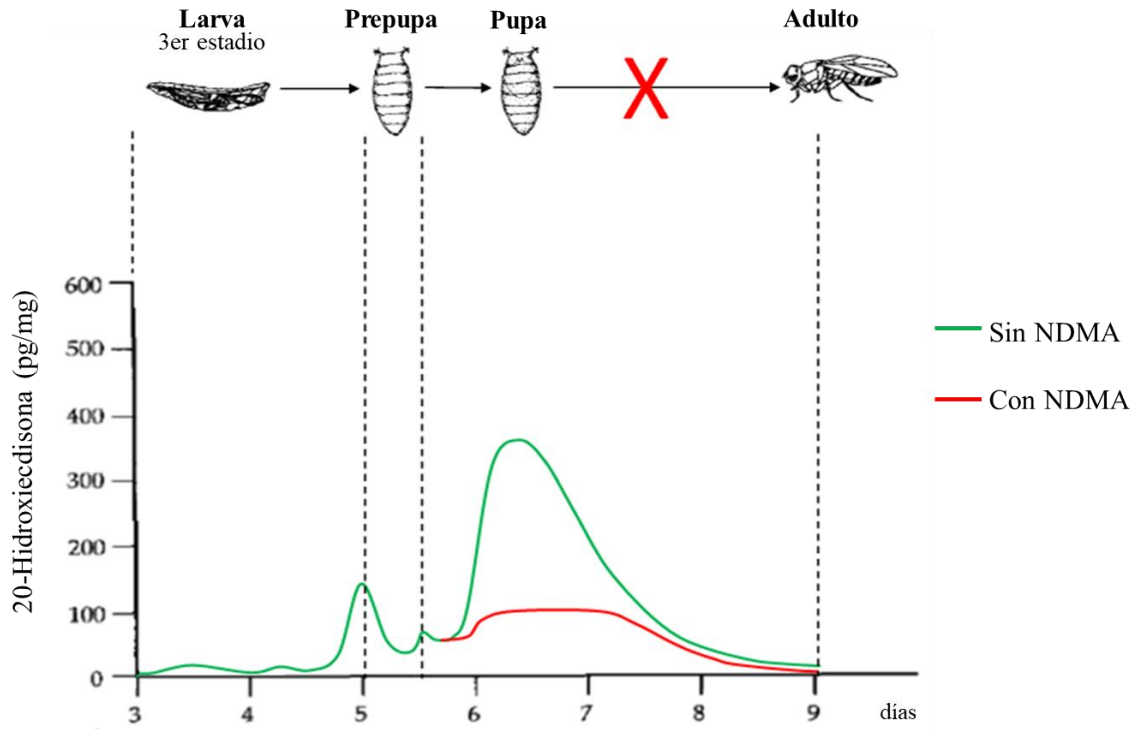 Larva
3er estadio
Prepupa
Pupa
Adulto
X
20-Hidroxiecdisona (pg/mg)
600
500
400
300
200
100
0
3 4 5 6 7 8 9 días
Sin NDMA
Con NDMA